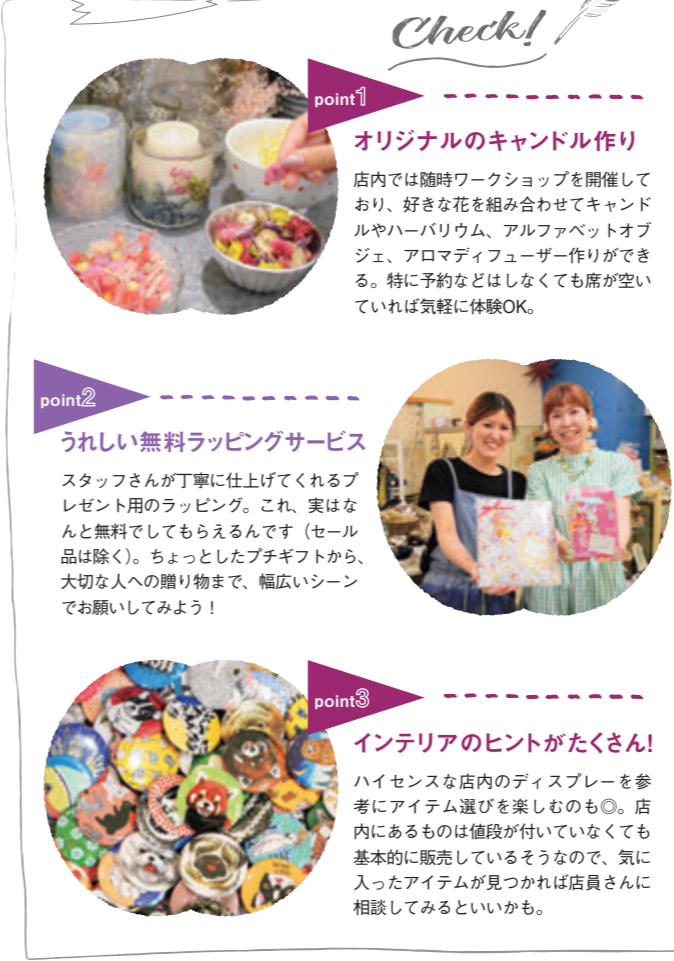 Check!
point1
オリジナルのキャンドル作り
店内では随時ワークショップを開催して
おり、好きな花を組み合わせてキャンド
ルやハーバリウム、アルファベットオブ
ジェ、アロマディフューザー作りができ
る。特に予約などはしなくても席が空い
ていれば気軽に体験OK。
point2
うれしい無料ラッピングサービス
スタッフさんが丁寧に仕上げてくれるプ
レゼント用のラッピング。これ、実はな
んと無料でしてもらえるんです（セール
品は除く）。ちょっとしたプチギフトから、
大切な人への贈り物まで、幅広いシーン
でお願いしてみよう！
point3
インテリアのヒントがたくさん!
ハイセンスな店内のディスプレーを参
考にアイテム選びを楽しむのも◎。店
内にあるものは値段が付いていなくても
基本的に販売しているそうなので、気に
入ったアイテムが見つかれば店員さんに
相談してみるといいかも。